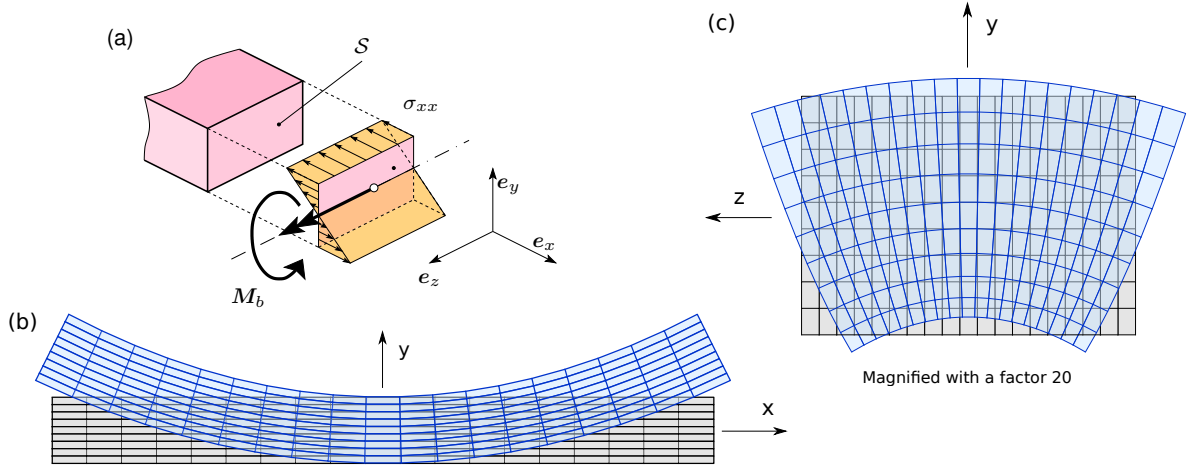 (a)
𝒮
σxx
ey
ex
ez
Mb
(b)
y
x
(c)
y
z
Magnified with a factor 20